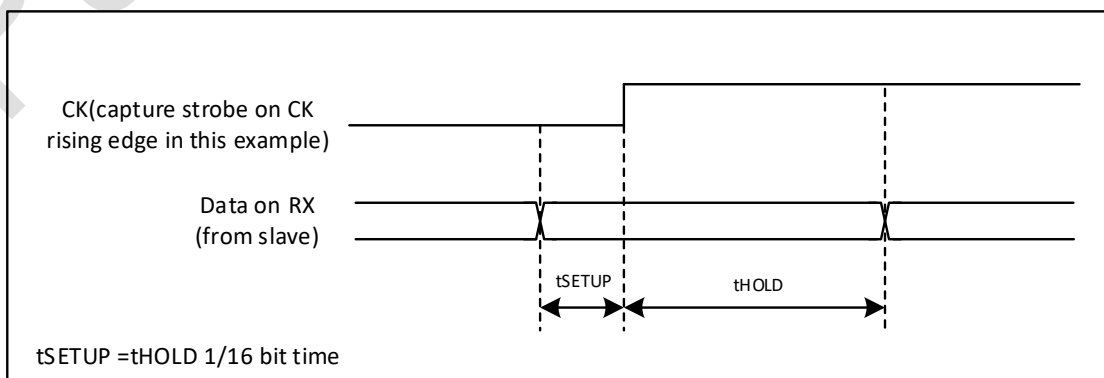 CK(capture strobe on CK
rising edge in this example)
Data on RX
(from slave)
tSETUP
tHOLD
tSETUP =tHOLD 1/16 bit time